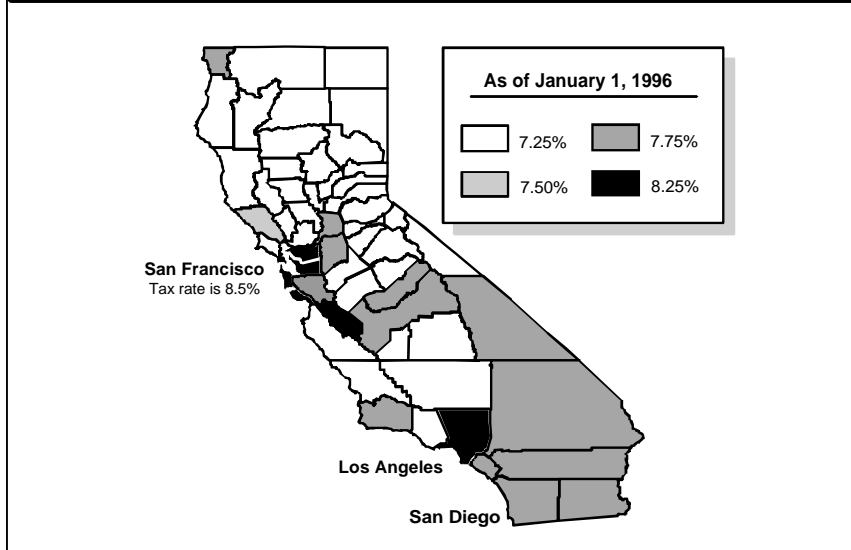 As of January 1, 1996
7.25%
7.75%
7.50%
8.25%
San Francisco
Tax rate is 8.5%
Los Angeles
San Diego